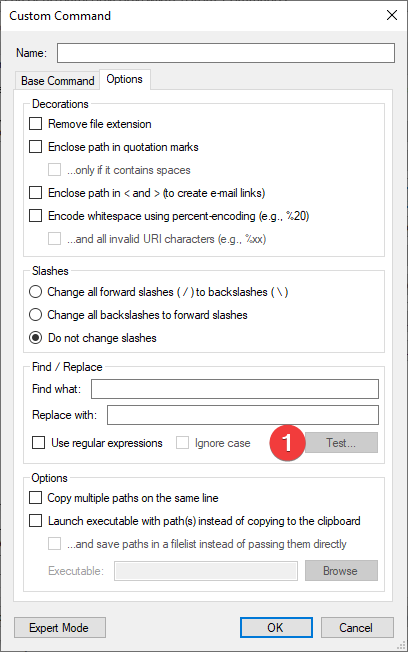 Custom Command
Name:
Base Command
Options
Decorations
Remove file extension
Enclose path in quotation marks
...only if it contains spaces
Enclose path in < and > (to create e-mail links)
Encode whitespace using percent-encoding (e.g., %20)
...and all invalid URI characters (e.g., %xx)
Slashes
Change all forward slashes ( / ) to backslashes ( \ )
Change all backslashes to forward slashes
Do not change slashes
Find / Replace
Find what:
Replace with:
Use regular expressions
Ignore case
1
Test...
Options
Copy multiple paths on the same line
Launch executable with path(s) instead of copying to the clipboard
...and save paths in a filelist instead of passing them directly
Executable:
Browse
Expert Mode
OK
Cancel